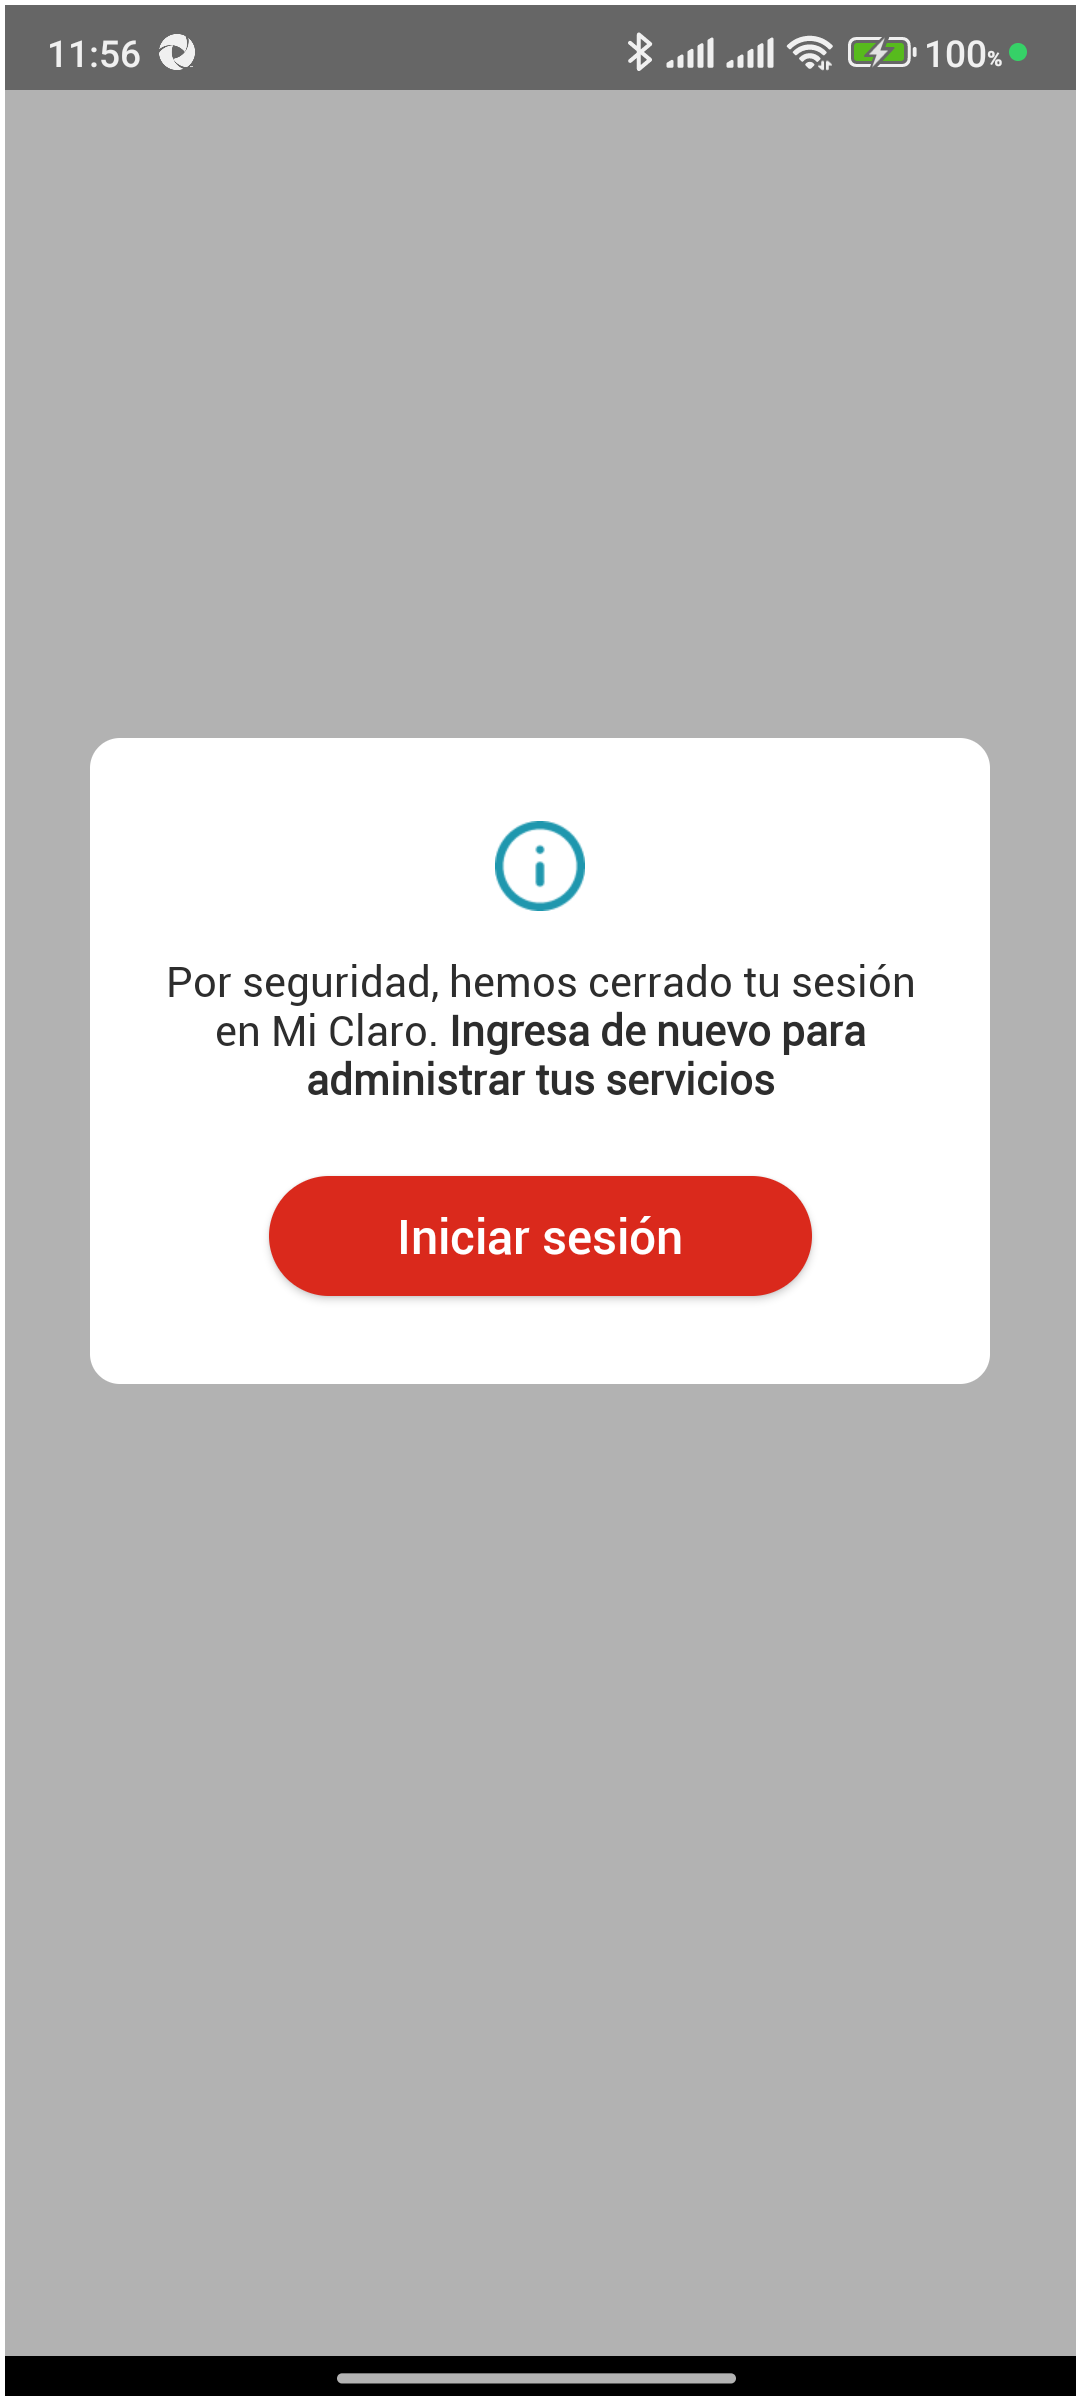 11:56 100%
Por seguridad, hemos cerrado tu sesión
en Mi Claro. Ingresa de nuevo para
administrar tus servicios
Iniciar sesión